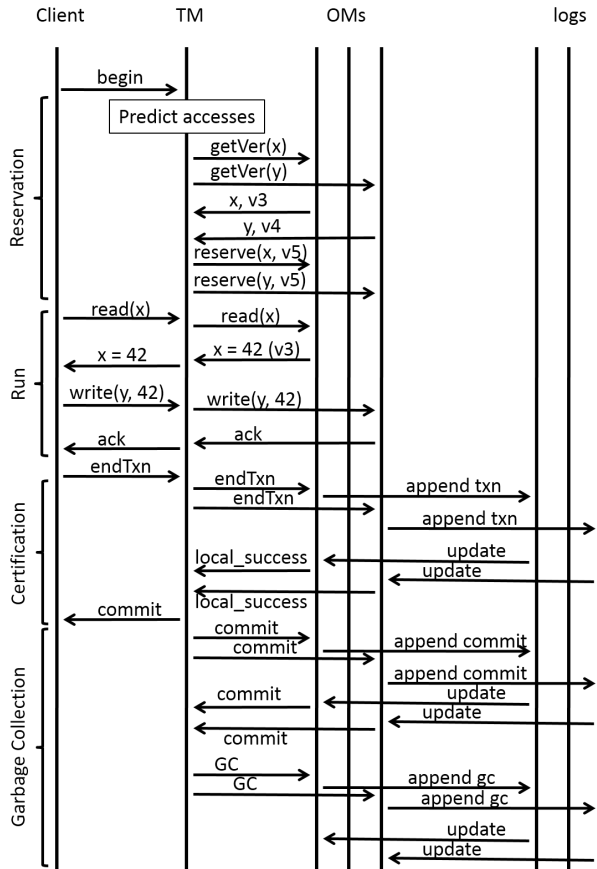 Client
TM
OMs
logs
begin
Predict accesses
Reservation
getVer(x)
getVer(y)
x, v3
y, v4
reserve(x, v5)
reserve(y, v5)
Run
read(x)
read(x)
x = 42 (v3)
x = 42
write(y, 42)
write(y, 42)
ack
ack
Certification
endTxn
endTxn
append txn
endTxn
append txn
update
local_success
update
local_success
commit
Garbage Collection
commit
append commit
commit
append commit
update
commit
update
commit
GC
append gc
GC
append gc
update
update